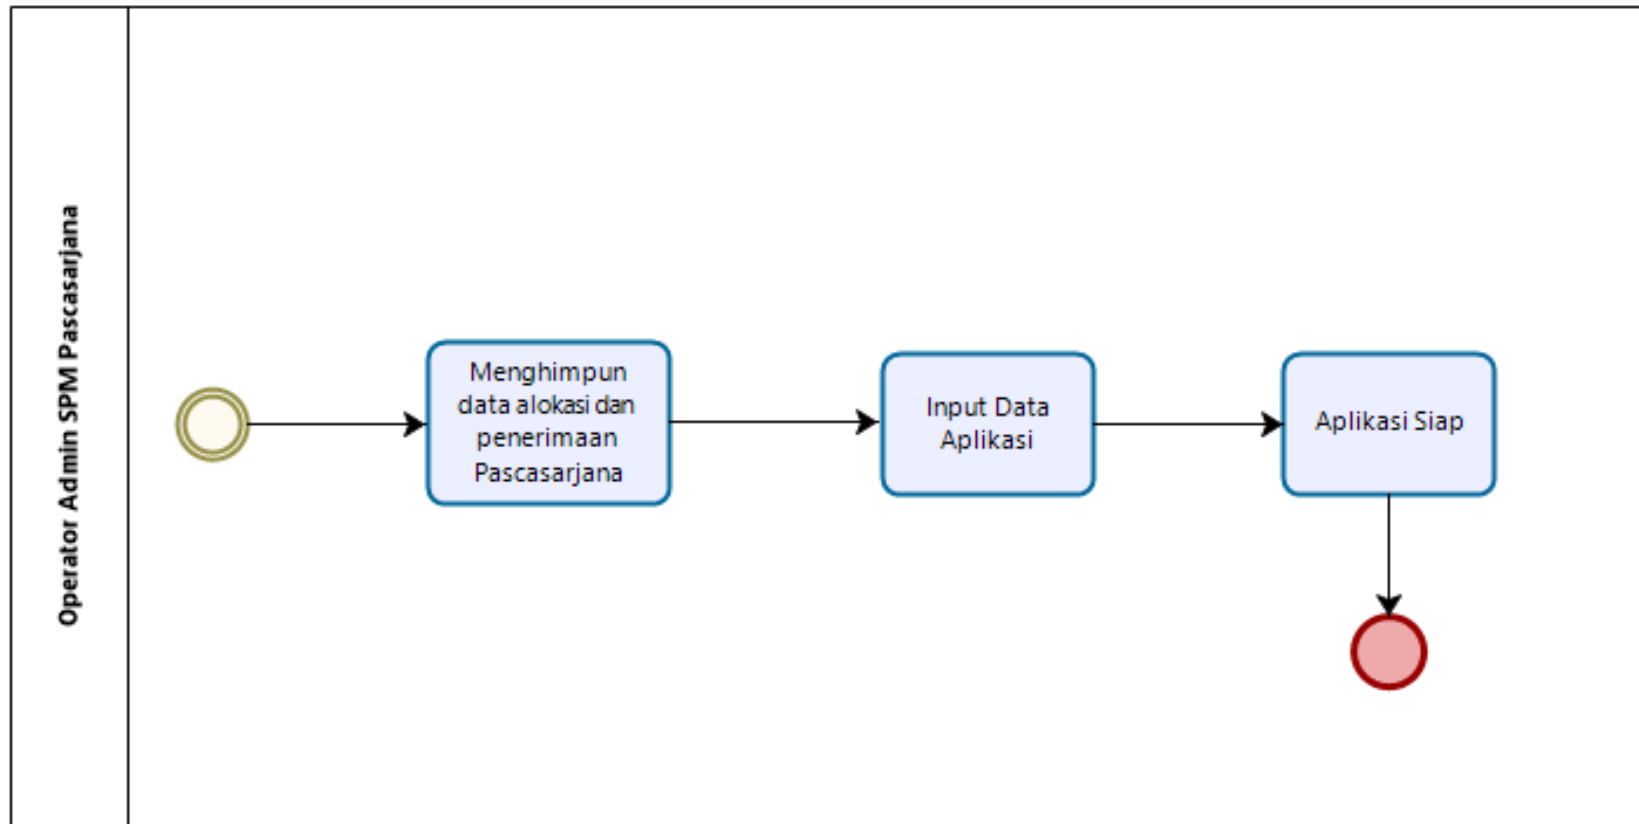 Operator Admin SPM Pascasarjana
Menghimpun
data alokasi dan
penerimaan
Pascasarjana
Input Data
Aplikasi
Aplikasi Siap